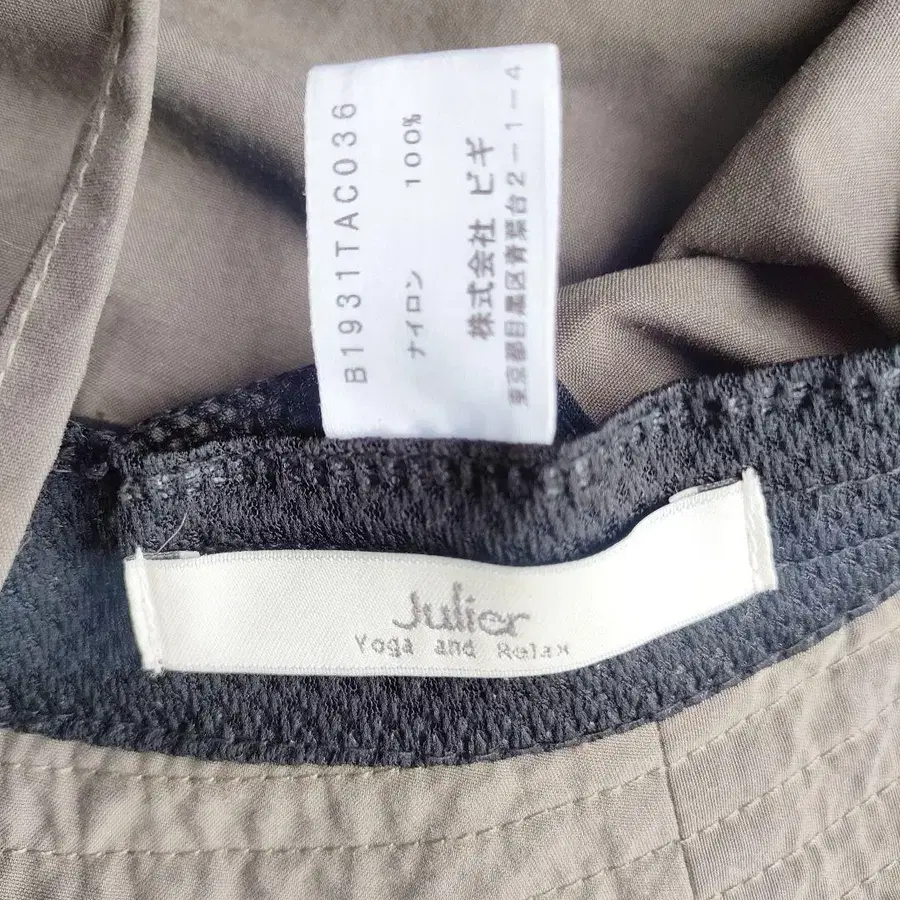 B1931TAC036
ナイロン 100%
株式会社 ビギ
東京都目黒区青葉台2-1-4
Julier
Yoga and Relax